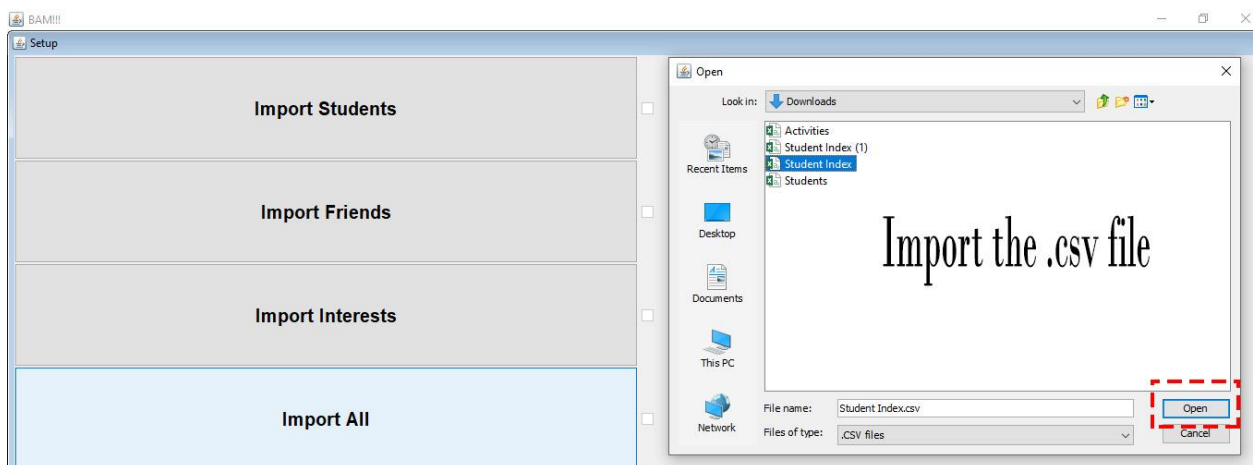 BAM!!!
Setup
Import Students
Import Friends
Import Interests
Import All
Open
Look in:
Downloads
Recent Items
Desktop
Documents
This PC
Network
Activities
Student Index (1)
Student Index
Students
Import the .csv file
File name:
Student Index.csv
Open
Files of type:
.CSV files
Cancel